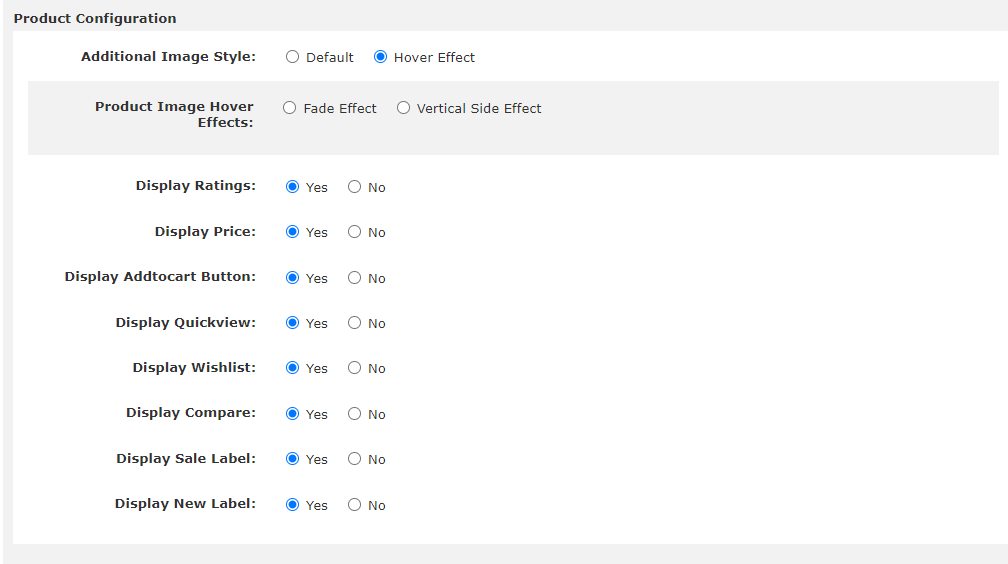 Product Configuration
Additional Image Style: Default Hover Effect
Product Image Hover Fade Effect Vertical Side Effect
Effects:
Display Ratings: Yes No
Display Price: Yes No
Display Addtocart Button: Yes No
Display Quickview: Yes No
Display Wishlist: Yes No
Display Compare: Yes No
Display Sale Label: Yes No
Display New Label: Yes No